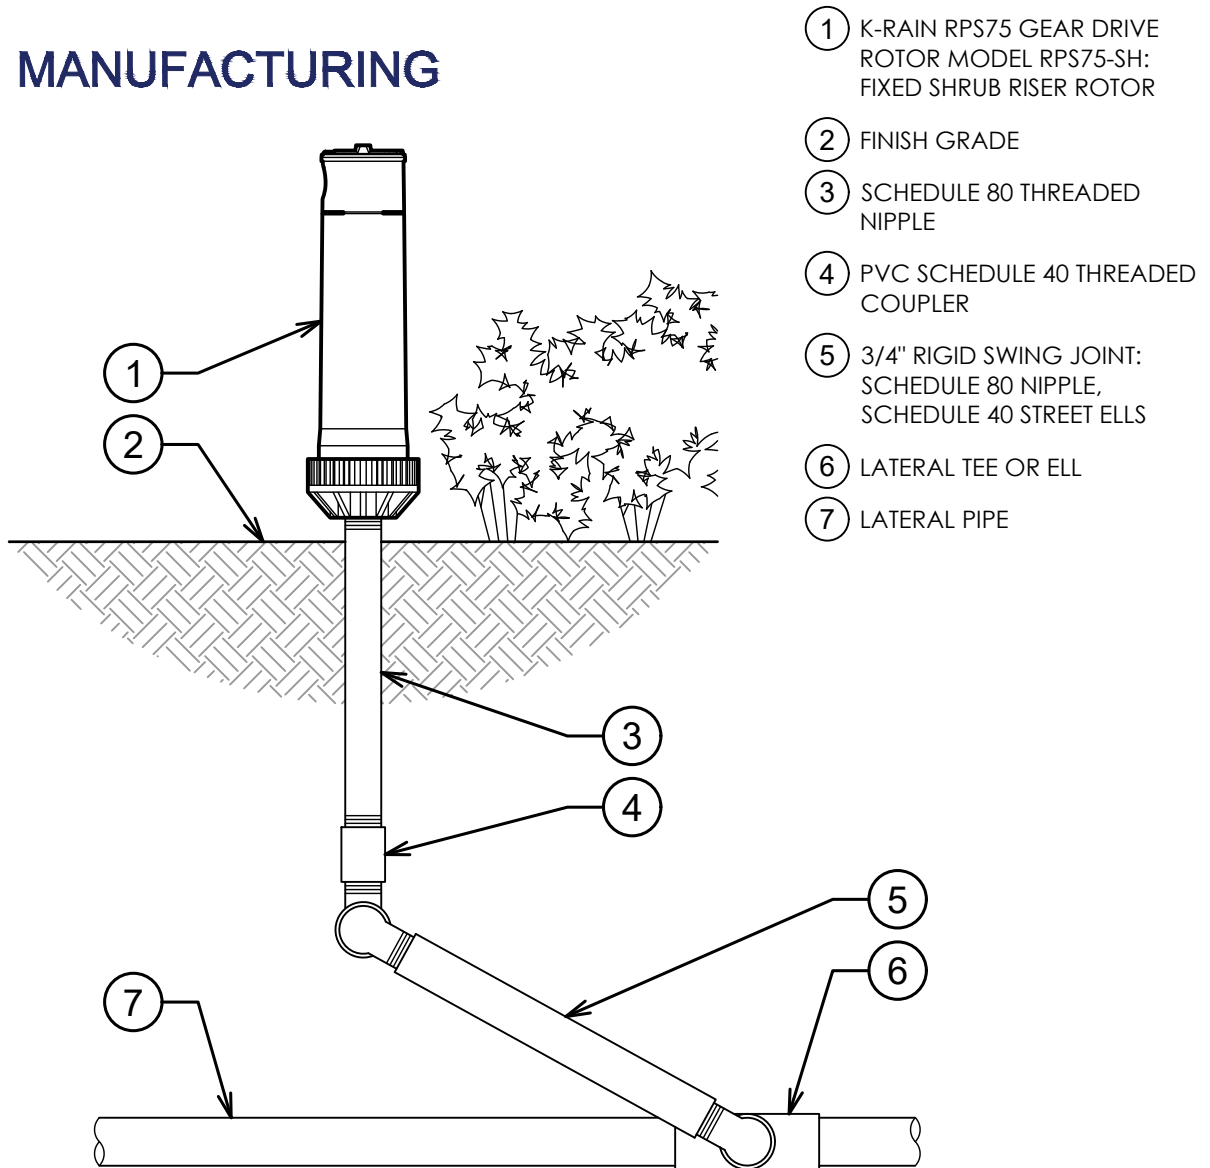 MANUFACTURING
1 K-RAIN RPS75 GEAR DRIVE
ROTOR MODEL RPS75-SH:
FIXED SHRUB RISER ROTOR
2 FINISH GRADE
3 SCHEDULE 80 THREADED
NIPPLE
4 PVC SCHEDULE 40 THREADED
COUPLER
5 3/4" RIGID SWING JOINT:
SCHEDULE 80 NIPPLE,
SCHEDULE 40 STREET ELLS
6 LATERAL TEE OR ELL
7 LATERAL PIPE
1
2
3
4
5
6
7